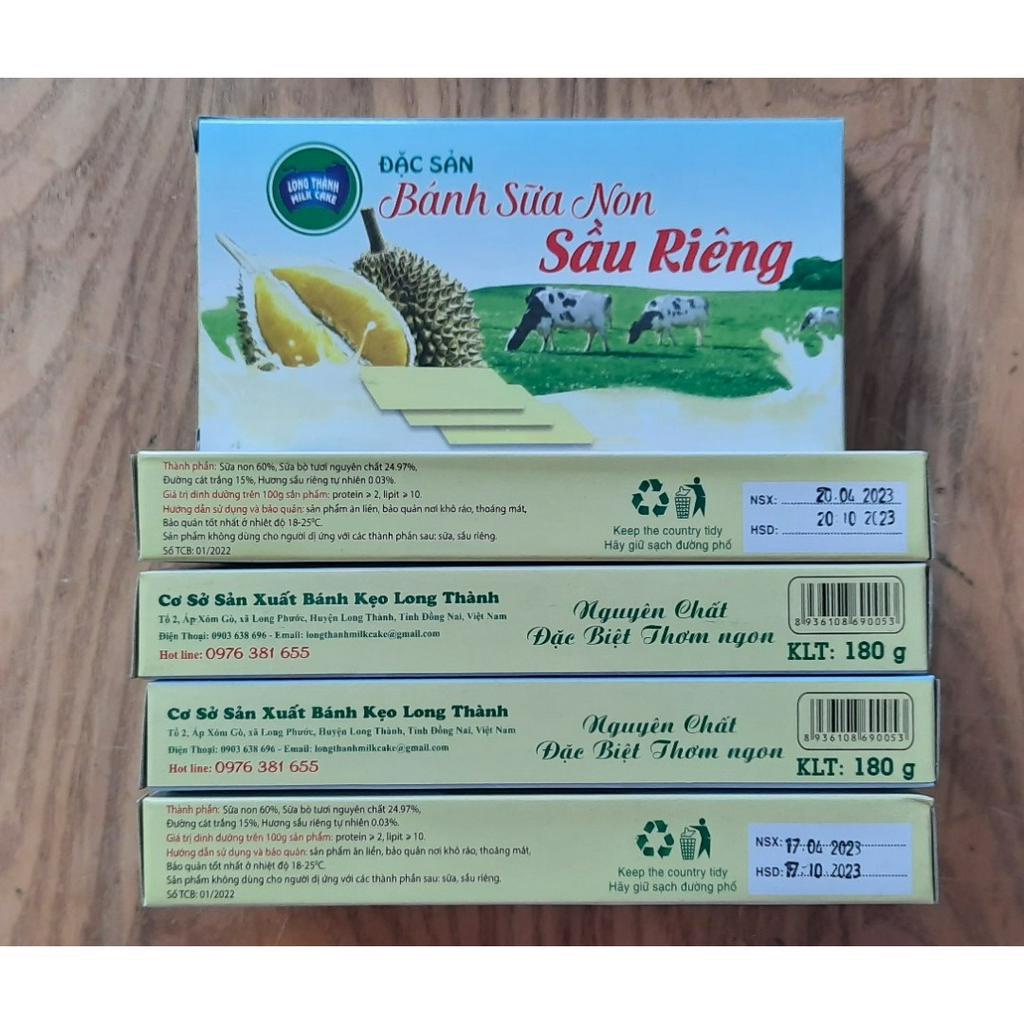 LONG THÀNH
MILK CAKE
ĐẶC SẢN
Bánh Sữa Non
Sầu Riêng
Thành phần: Sữa non 60%, Sữa bò tươi nguyên chất 24.97%,
Đường cát trắng 15%, Hương sầu riêng tự nhiên 0.03%.
Giá trị dinh dưỡng trên 100g sản phẩm: protein ≥ 2, lipit ≥ 10.
Hướng dẫn sử dụng và bảo quản: sản phẩm ăn liền, bảo quản nơi khô ráo, thoáng mát,
Bảo quản tốt nhất ở nhiệt độ 18-25ºC.
Sản phẩm không dùng cho người dị ứng với các thành phần sau: sữa, sầu riêng.
Số TCB: 01/2022
Keep the country tidy
Hãy giữ sạch đường phố
NSX: 20.04 2023
HSD: 20 10 2023
Cơ Sở Sản Xuất Bánh Kẹo Long Thành
Tổ 2, Ấp Xóm Gò, xã Long Phước, Huyện Long Thành, Tỉnh Đồng Nai, Việt Nam
Điện Thoại: 0903 638 696 - Email: longthanhmilkcake@gmail.com
Hot line: 0976 381 655
Nguyên Chất
Đặc Biệt Thơm ngon
8936108690053
KLT: 180 g
Cơ Sở Sản Xuất Bánh Kẹo Long Thành
Tổ 2, Ấp Xóm Gò, xã Long Phước, Huyện Long Thành, Tỉnh Đồng Nai, Việt Nam
Điện Thoại: 0903 638 696 - Email: longthanhmilkcake@gmail.com
Hot line: 0976 381 655
Nguyên Chất
Đặc Biệt Thơm ngon
8936108690053
KLT: 180 g
Thành phần: Sữa non 60%, Sữa bò tươi nguyên chất 24.97%,
Đường cát trắng 15%, Hương sầu riêng tự nhiên 0.03%.
Giá trị dinh dưỡng trên 100g sản phẩm: protein ≥ 2, lipit ≥ 10.
Hướng dẫn sử dụng và bảo quản: sản phẩm ăn liền, bảo quản nơi khô ráo, thoáng mát,
Bảo quản tốt nhất ở nhiệt độ 18-25ºC.
Sản phẩm không dùng cho người dị ứng với các thành phần sau: sữa, sầu riêng.
Số TCB: 01/2022
Keep the country tidy
Hãy giữ sạch đường phố
NSX: 17.04 2023
HSD: 17.10.2023